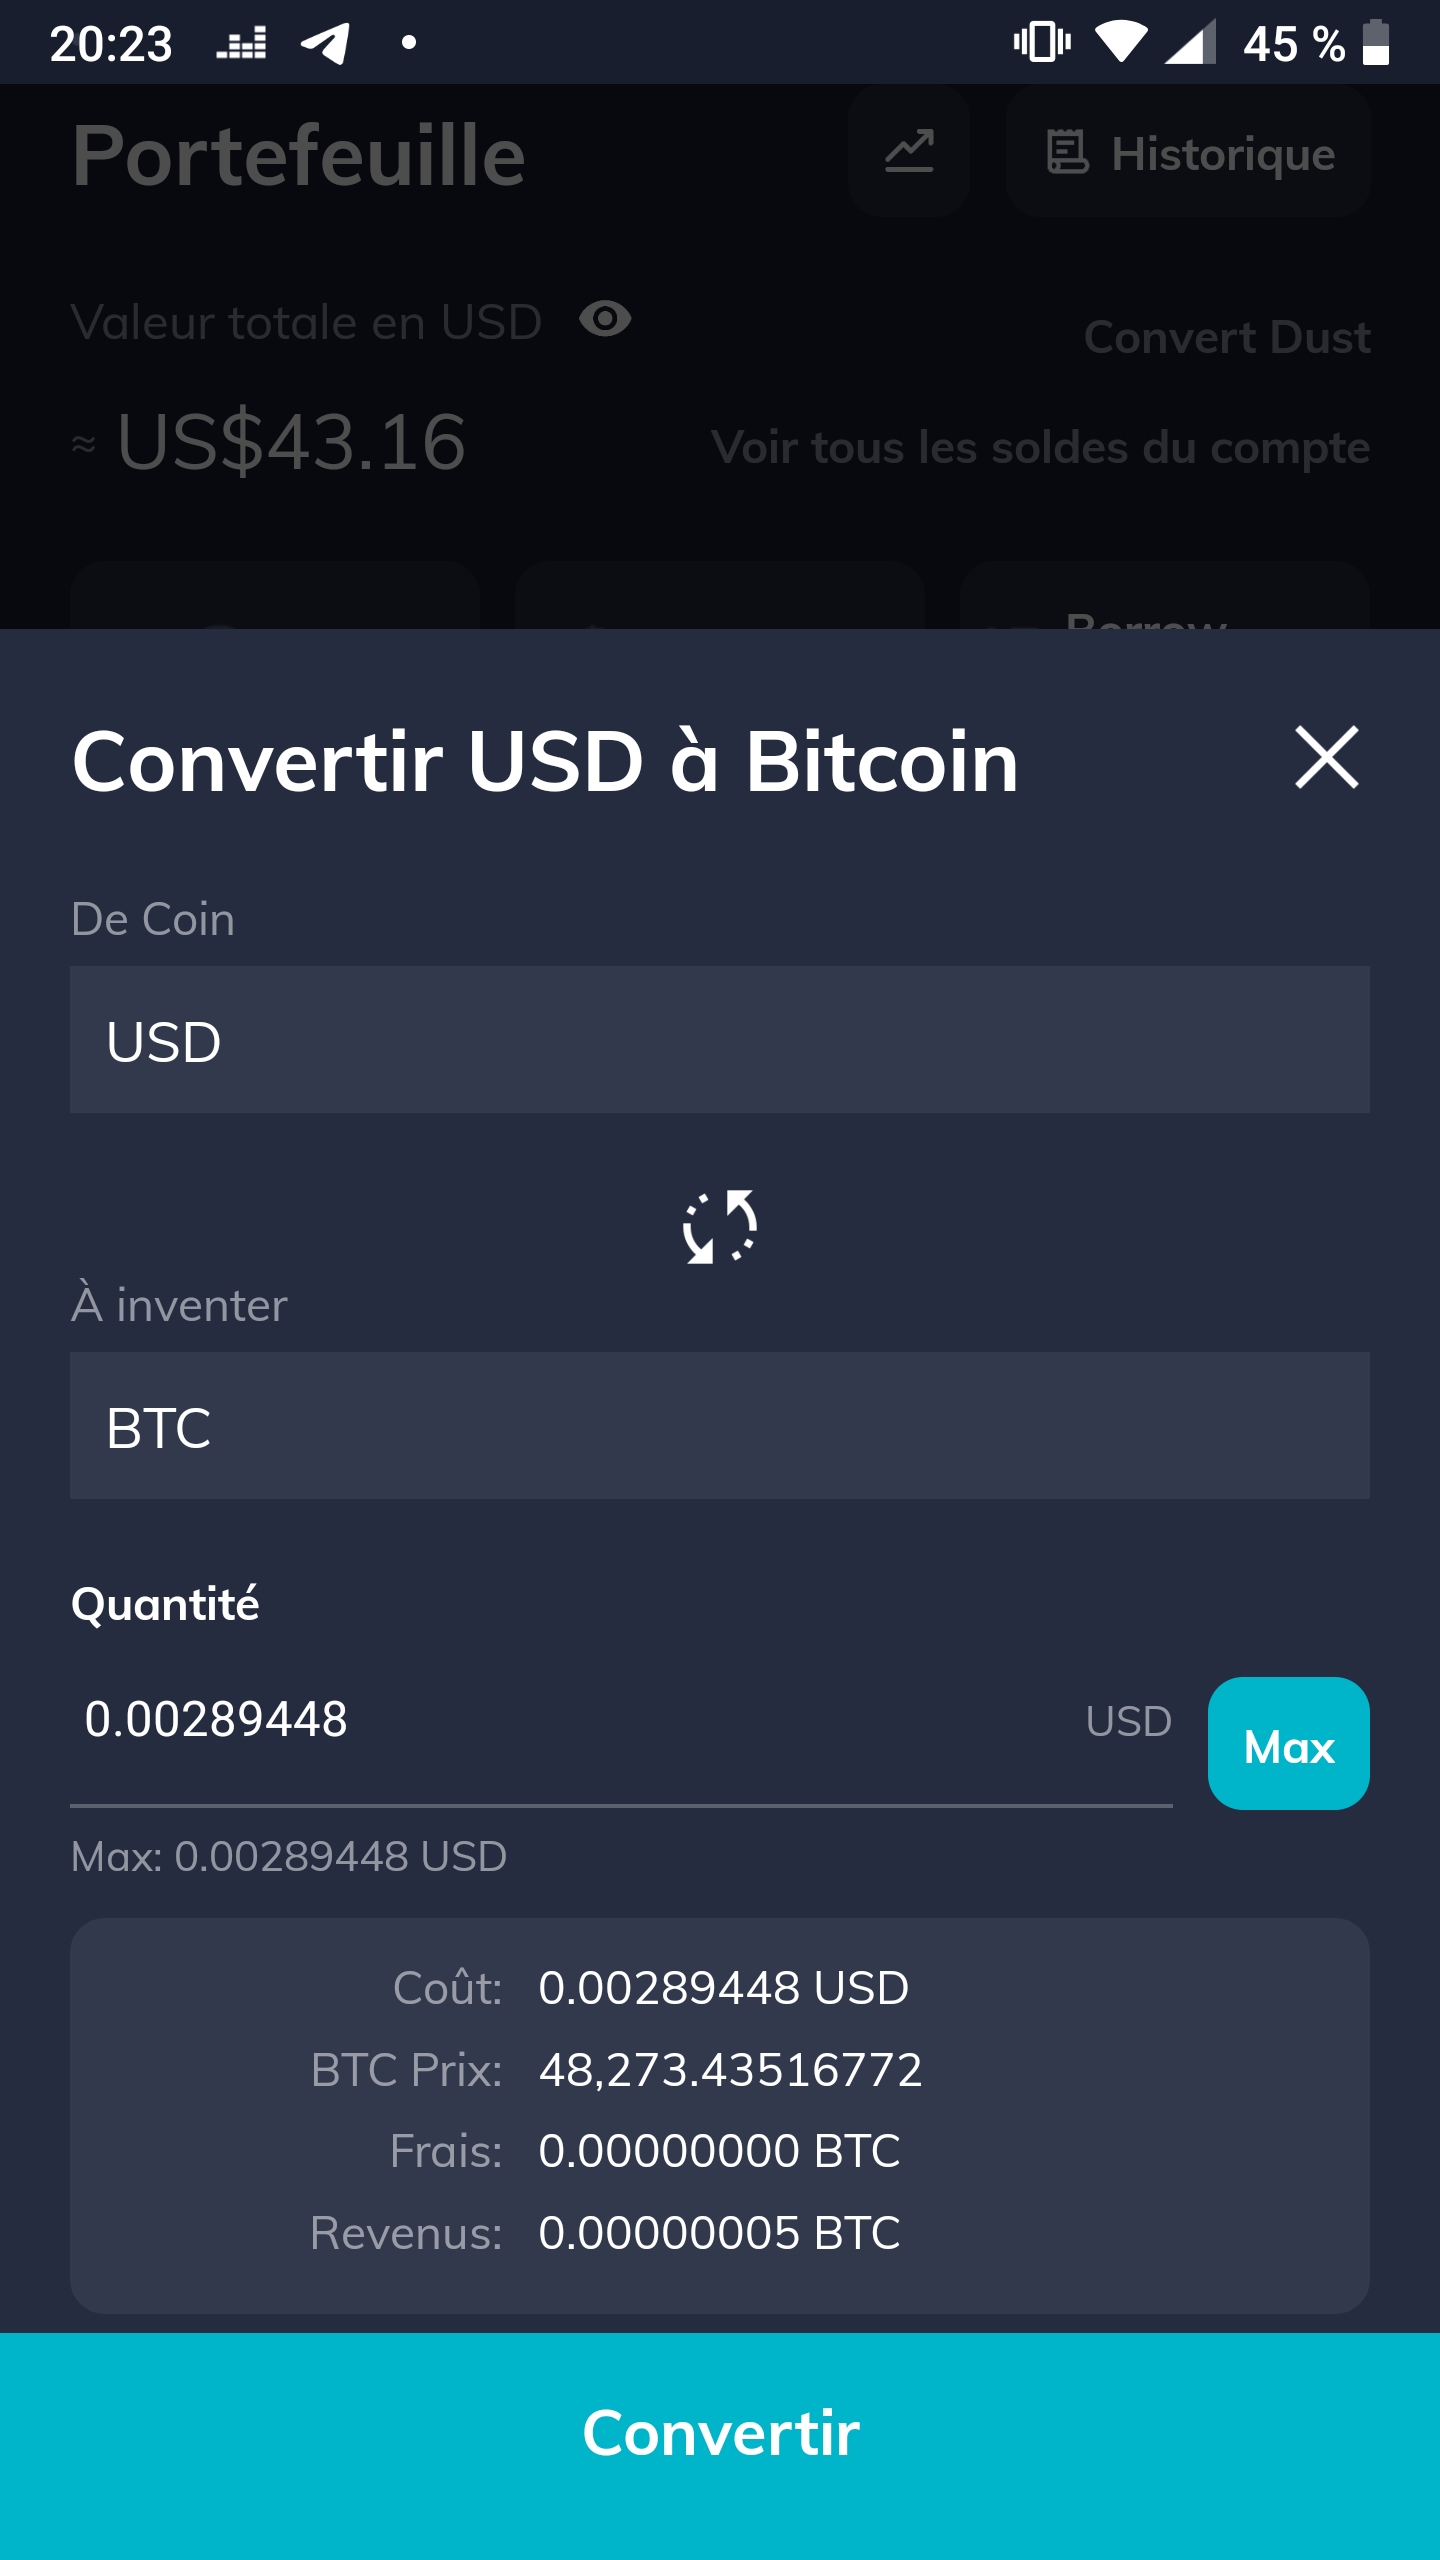 20:23 45 %
Portefeuille
Historique
Valeur totale en USD
Convert Dust
≈ US$43.16
Voir tous les soldes du compte
Borrow
Convertir USD à Bitcoin
De Coin
USD
À inventer
BTC
Quantité
0.00289448 USD
Max
Max: 0.00289448 USD
Coût: 0.00289448 USD
BTC Prix: 48,273.43516772
Frais: 0.00000000 BTC
Revenus: 0.00000005 BTC
Convertir